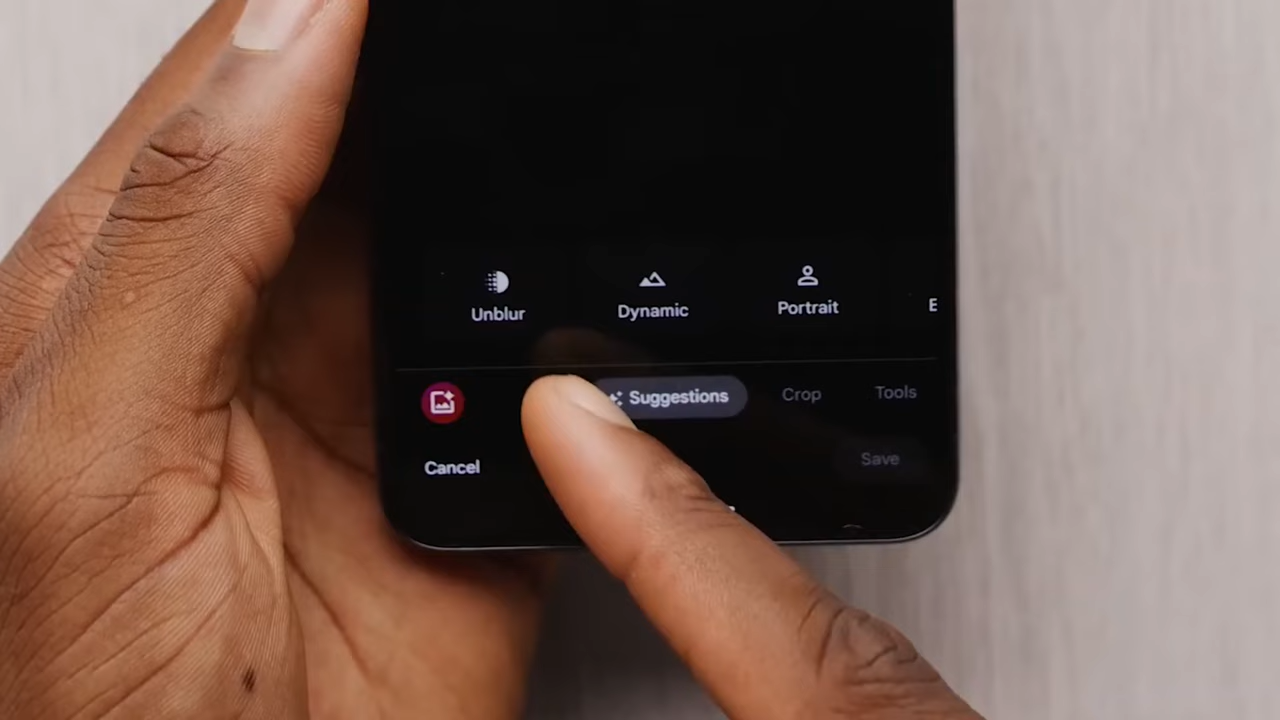 Unblur
Dynamic
Portrait
E
Suggestions
Crop
Tools
Cancel
Save